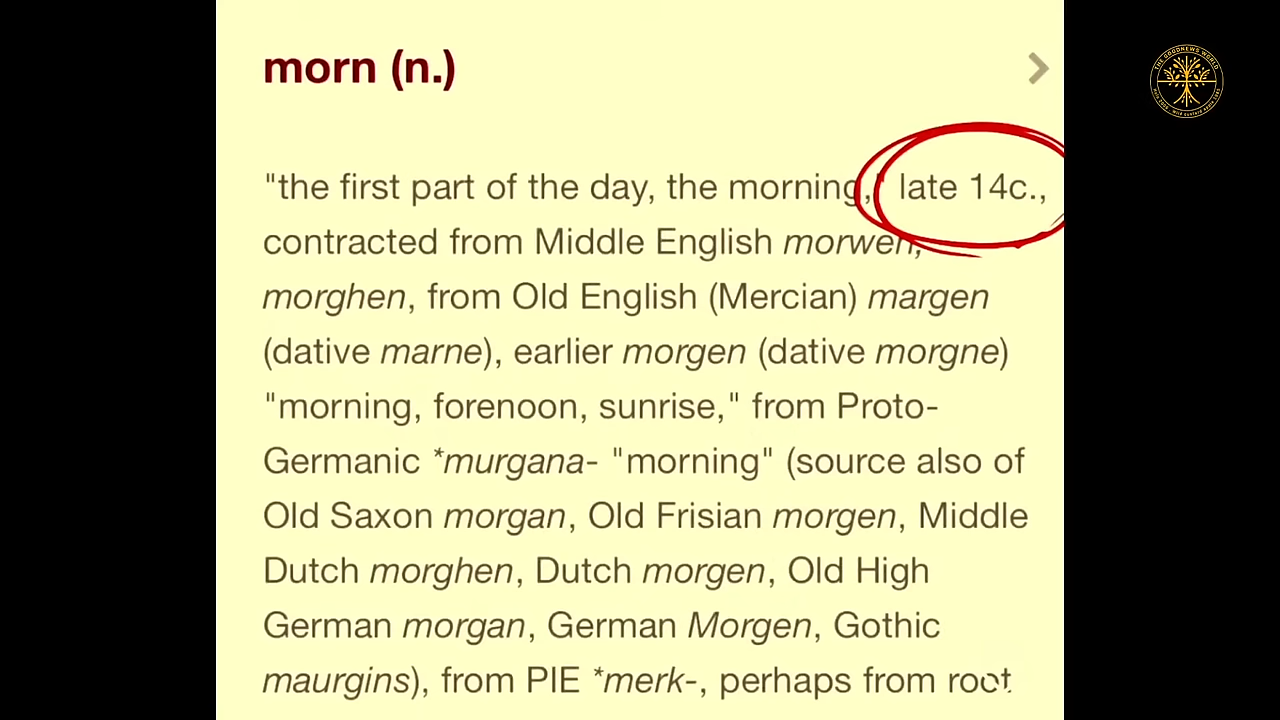 morn (n.)
"the first part of the day, the morning," late 14c.,
contracted from Middle English morwen,
morghen, from Old English (Mercian) margen
(dative marne), earlier morgen (dative morgne)
"morning, forenoon, sunrise," from Proto-
Germanic *murgana- "morning" (source also of
Old Saxon morgan, Old Frisian morgen, Middle
Dutch morghen, Dutch morgen, Old High
German morgan, German Morgen, Gothic
maurgins), from PIE *merk-, perhaps from root
THE GOODNEWS WORLD